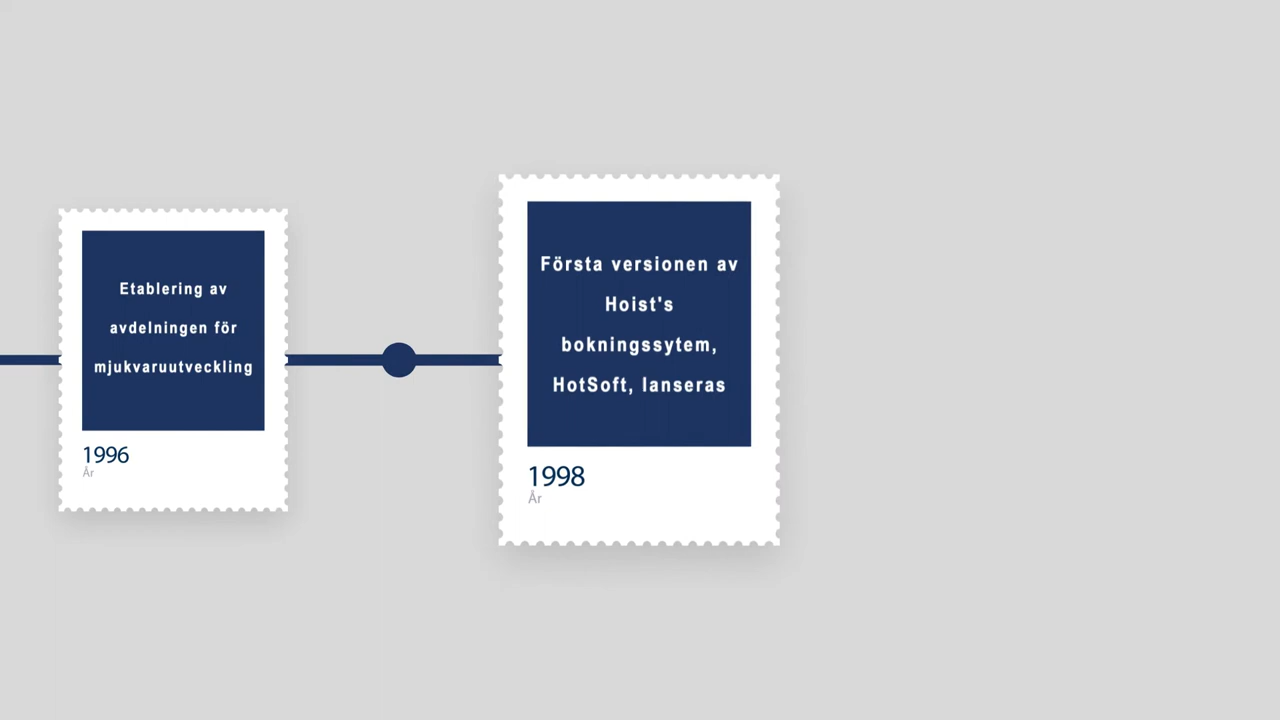 Etablering av
avdelningen för
mjukvaruutveckling
1996
År
Första versionen av
Hoist's
bokningssytem,
HotSoft, lanseras
1998
År